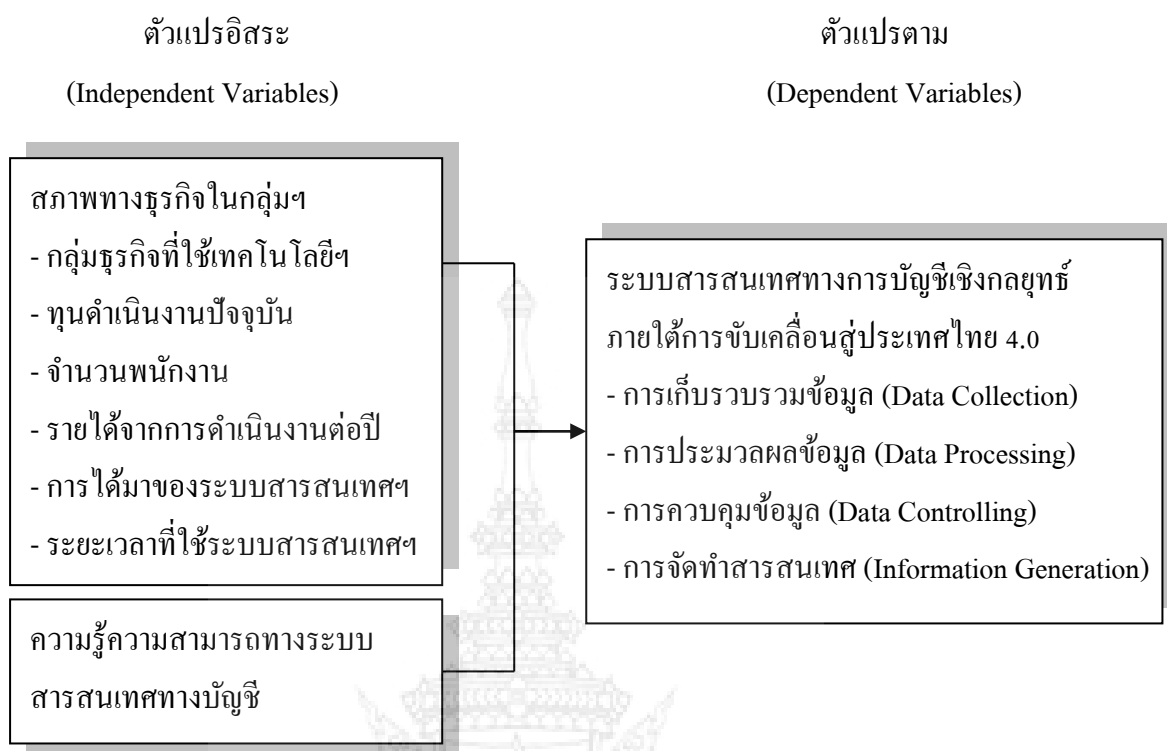 ตัวแปรอิสระ
(Independent Variables)
ตัวแปรตาม
(Dependent Variables)
สภาพทางธุรกิจในกลุ่มฯ
- กลุ่มธุรกิจที่ใช้เทคโนโลยีฯ
- ทุนดำเนินงานปัจจุบัน
- จำนวนพนักงาน
- รายได้จากการดำเนินงานต่อปี
- การได้มาของระบบสารสนเทศฯ
- ระยะเวลาที่ใช้ระบบสารสนเทศฯ
ความรู้ความสามารถทางระบบ
สารสนเทศทางบัญชี
ระบบสารสนเทศทางการบัญชีเชิงกลยุทธ์
ภายใต้การขับเคลื่อนสู่ประเทศไทย 4.0
- การเก็บรวบรวมข้อมูล (Data Collection)
- การประมวลผลข้อมูล (Data Processing)
- การควบคุมข้อมูล (Data Controlling)
- การจัดทำสารสนเทศ (Information Generation)